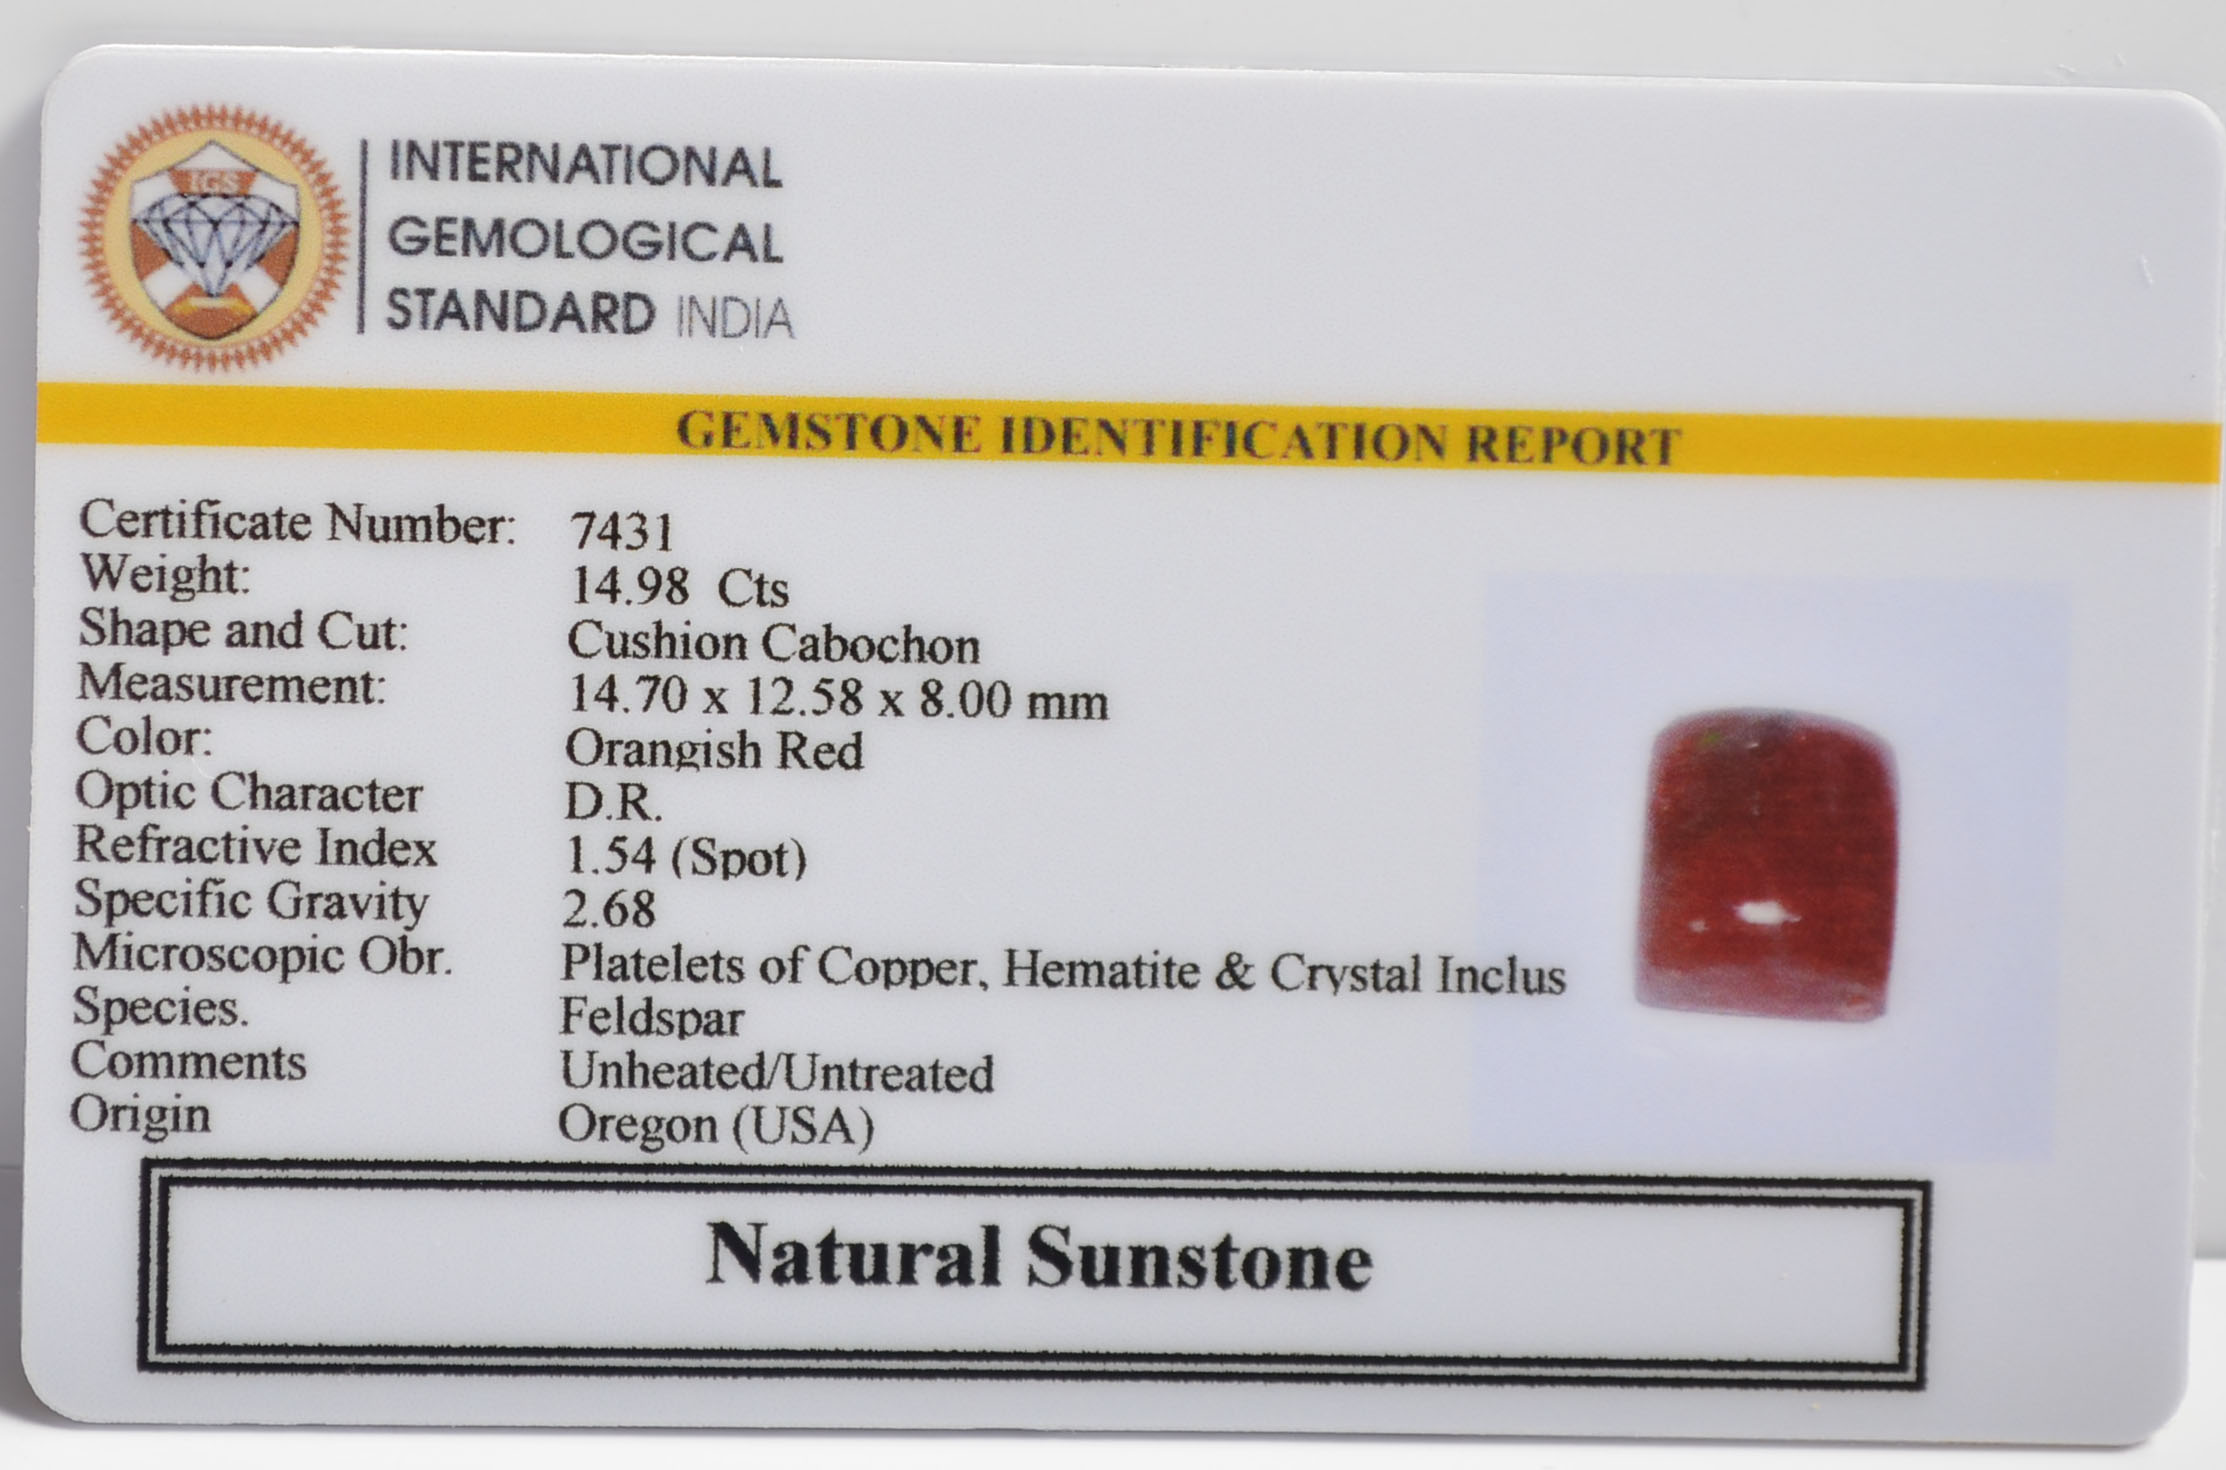 IGS
INTERNATIONAL
GEMOLOGICAL
STANDARD INDIA
GEMSTONE IDENTIFICATION REPORT
Certificate Number: 7431
Weight: 14.98 Cts
Shape and Cut: Cushion Cabochon
Measurement: 14.70 x 12.58 x 8.00 mm
Color: Orangish Red
Optic Character D.R.
Refractive Index 1.54 (Spot)
Specific Gravity 2.68
Microscopic Obr. Platelets of Copper, Hematite & Crystal Inclus
Species. Feldspar
Comments Unheated/Untreated
Origin Oregon (USA)
Natural Sunstone